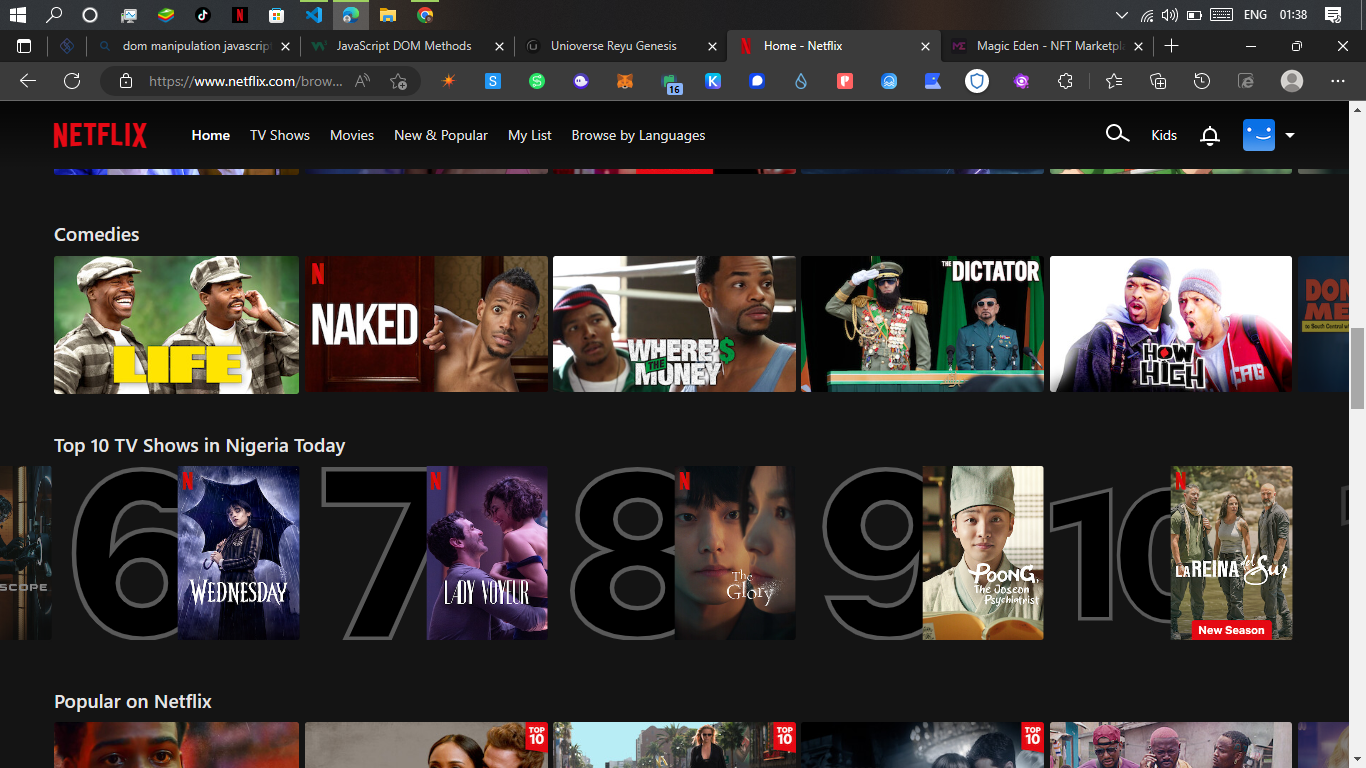 ENG
01:38
dom manipulation javascrip
JavaScript DOM Methods
Unioverse Reyu Genesis
Home - Netflix
Magic Eden - NFT Marketpl
https://www.netflix.com/brow...
16
NETFLIX
Home
TV Shows
Movies
New & Popular
My List
Browse by Languages
Kids
Comedies
LIFE
N
NAKED
WHERE'$
THE
MONEY
THE DICTATOR
HOW
HIGH
DON'
ME
Top 10 TV Shows in Nigeria Today
SCOPE
6
N
WEDNESDAY
7
N
LADY VOYEUR
8
N
The
Glory
9
POONG,
The Joseon
Psychiatrist
10
N
LA REINA del Sur
New Season
Popular on Netflix
TOP
10
TOP
10
TOP
10